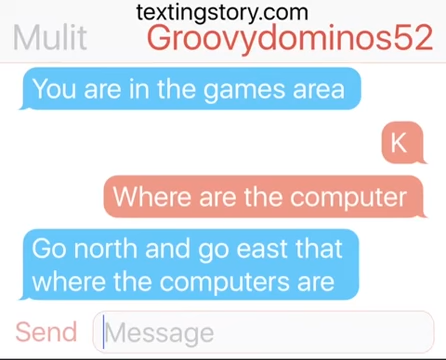 textingstory.com
Mulit Groovydominos52
You are in the games area
K
Where are the computer
Go north and go east that
where the computers are
Send Message